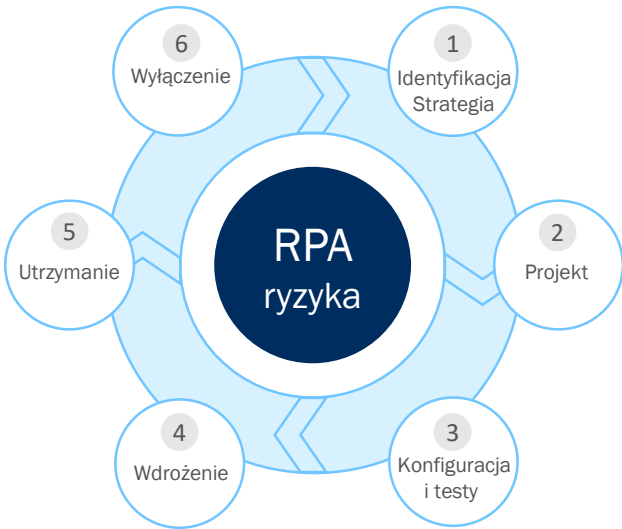 RPA
ryzyka
1
Identyfikacja
Strategia
2
Projekt
3
Konfiguracja
i testy
4
Wdrożenie
5
Utrzymanie
6
Wyłączenie